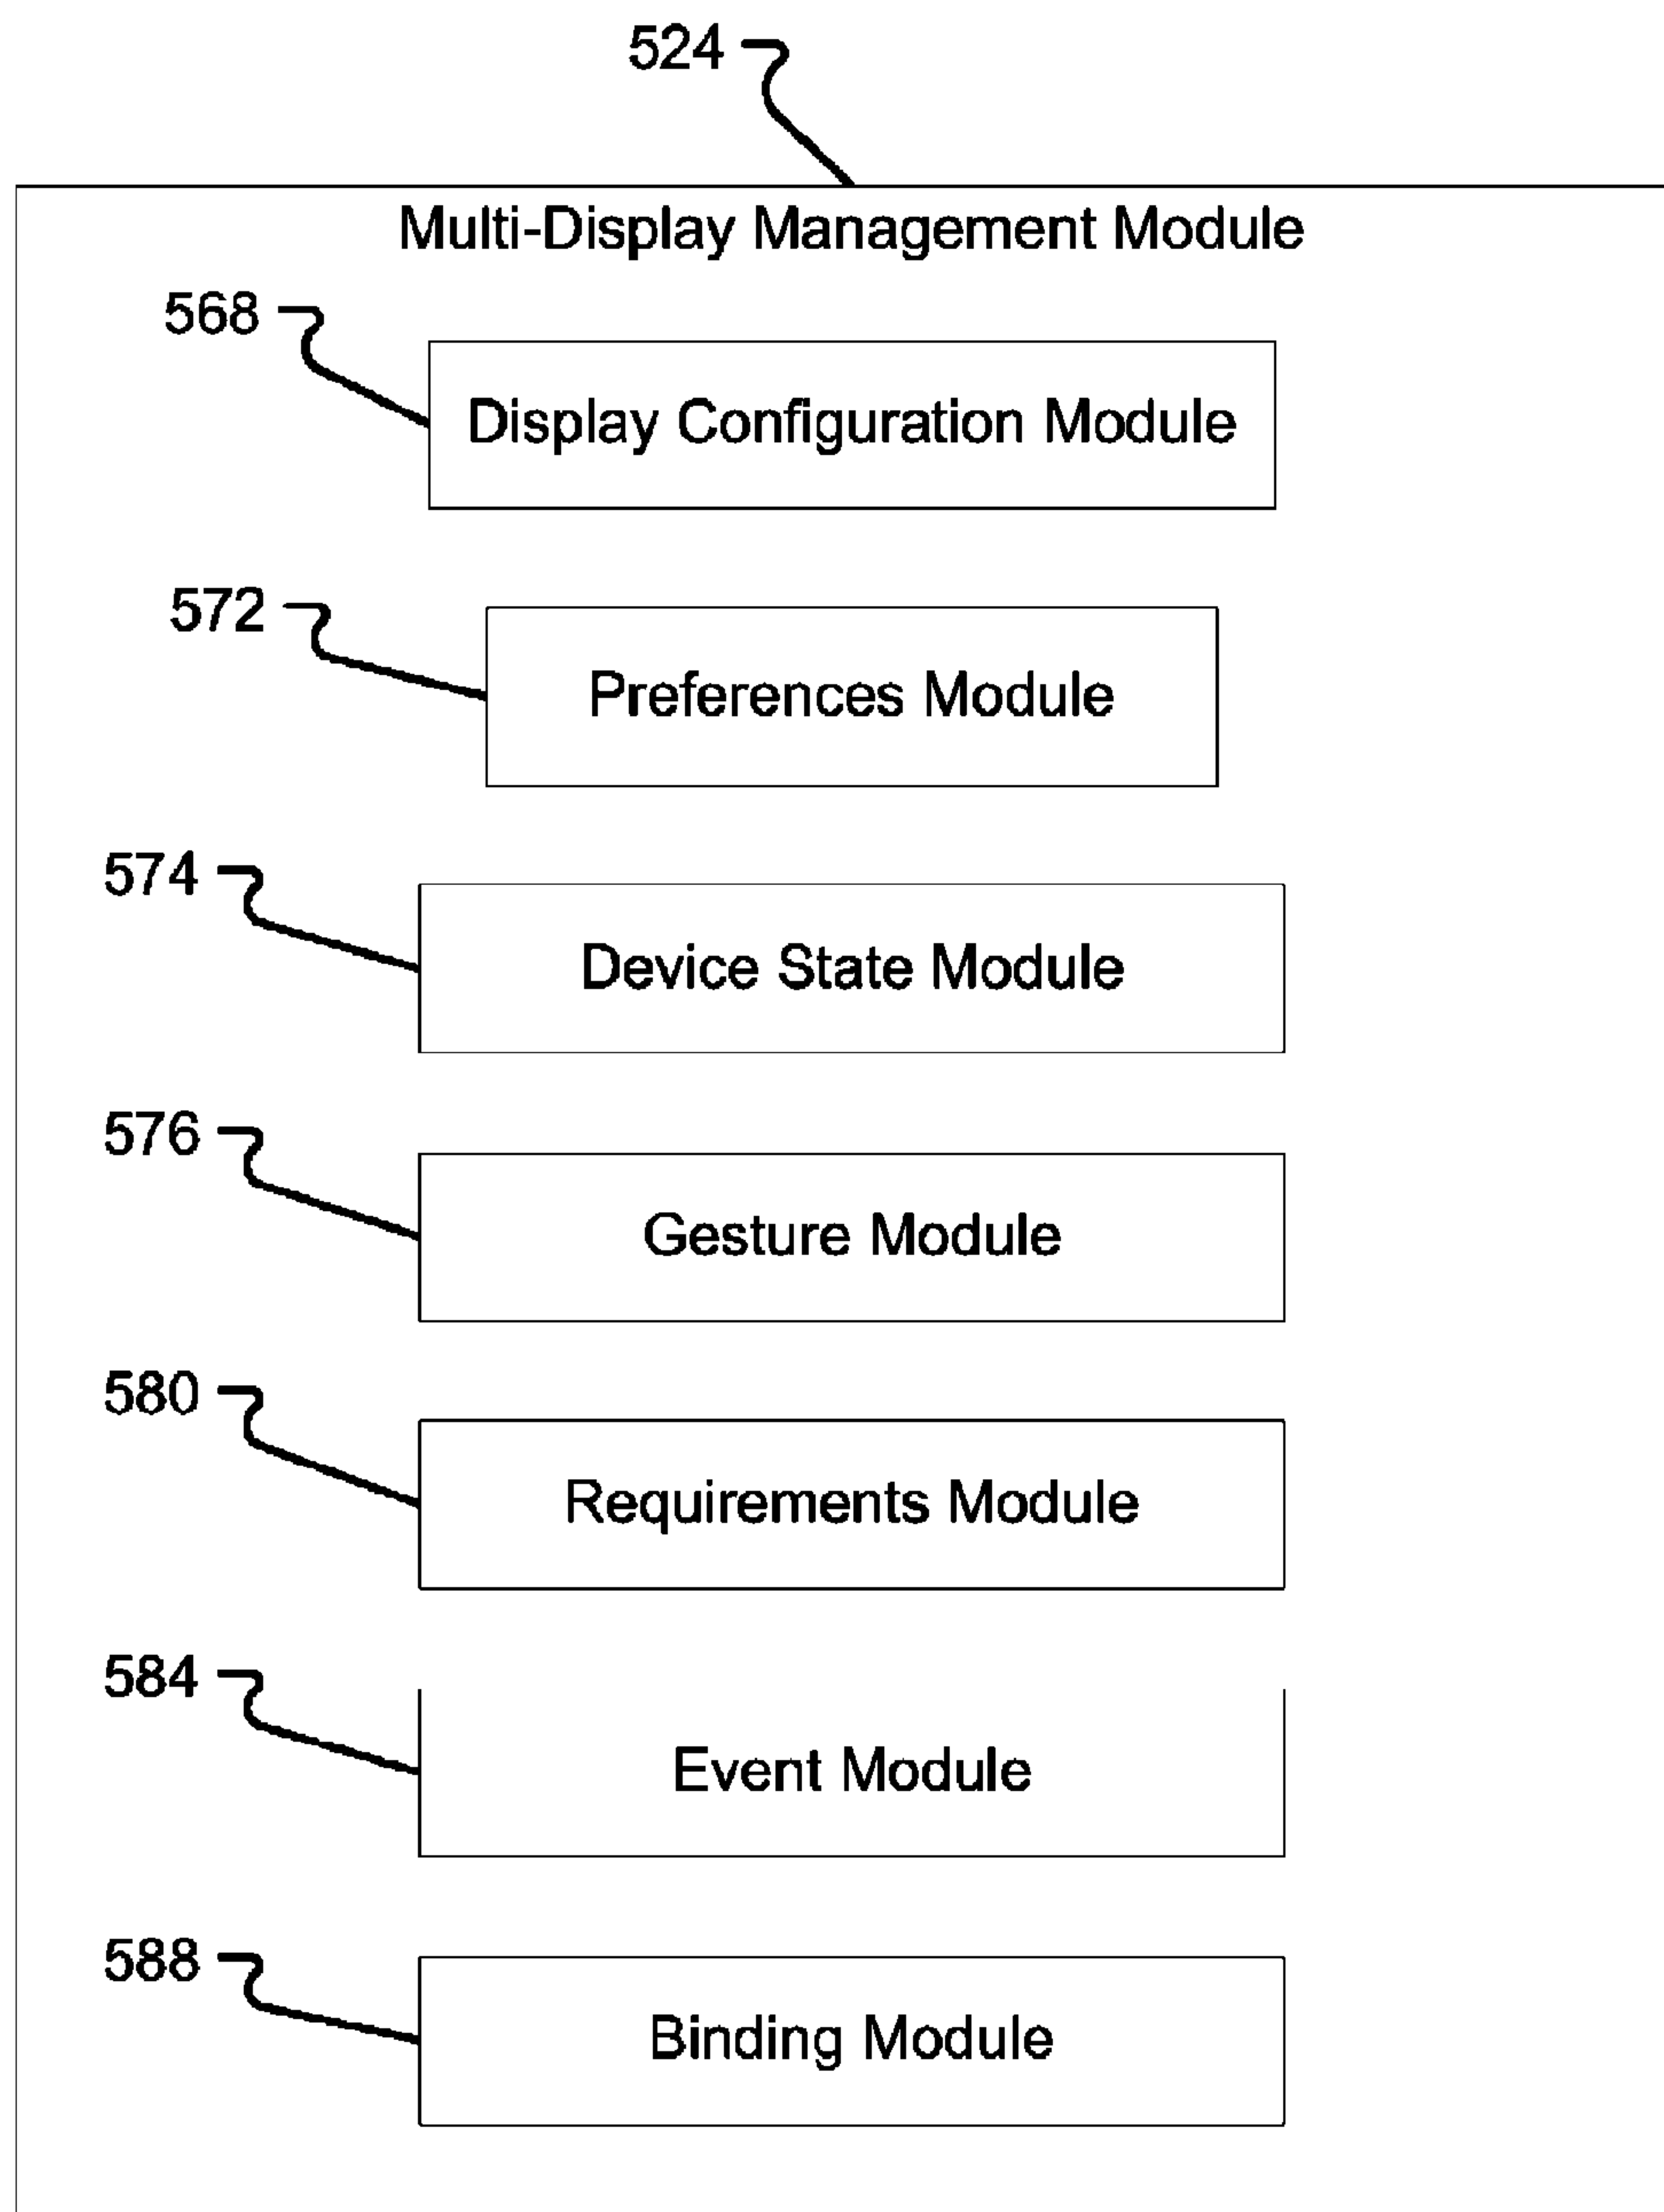 524
Multi-Display Management Module
568
Display Configuration Module
572
Preferences Module
574
Device State Module
576
Gesture Module
580
Requirements Module
584
Event Module
588
Binding Module